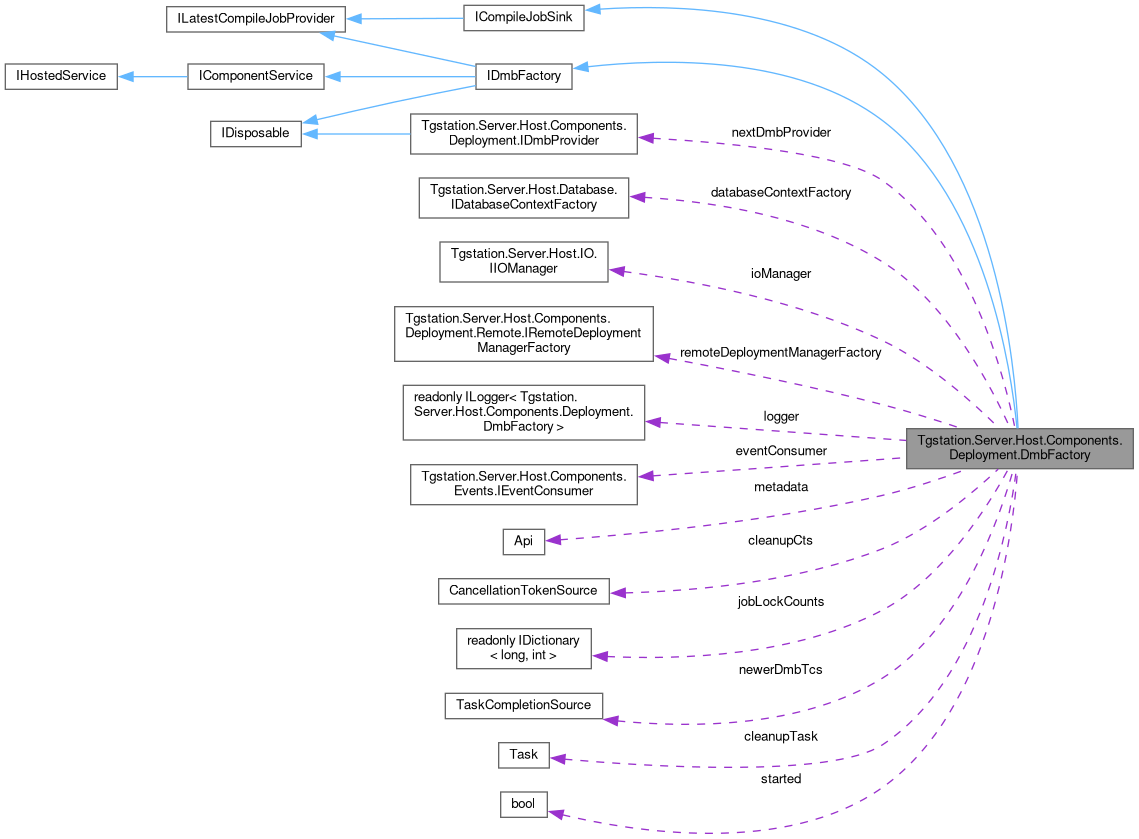 ILatestCompileJobProvider
ICompileJobSink
IHostedService
IComponentService
IDmbFactory
IDisposable
Tgstation.Server.Host.Components.
Deployment.IDmbProvider
nextDmbProvider
Tgstation.Server.Host.Database.
IDatabaseContextFactory
databaseContextFactory
Tgstation.Server.Host.IO.
IIOManager
ioManager
Tgstation.Server.Host.Components.
Deployment.Remote.IRemoteDeployment
ManagerFactory
remoteDeploymentManagerFactory
readonly ILogger< Tgstation.
Server.Host.Components.Deployment.
DmbFactory >
logger
Tgstation.Server.Host.Components.
Deployment.DmbFactory
Tgstation.Server.Host.Components.
Events.IEventConsumer
eventConsumer
metadata
Api
cleanupCts
CancellationTokenSource
jobLockCounts
readonly IDictionary
< long, int >
newerDmbTcs
TaskCompletionSource
cleanupTask
Task
started
bool